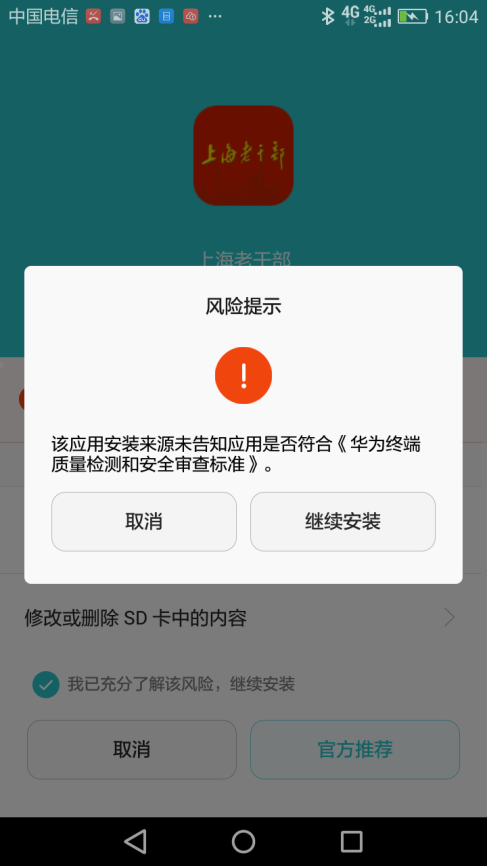 中国电信
4G
4G
2G
16:04
上海老干部
上海老干部
风险提示
该应用安装来源未告知应用是否符合《华为终端
质量检测和安全审查标准》。
取消
继续安装
修改或删除 SD 卡中的内容
我已充分了解该风险，继续安装
取消
官方推荐